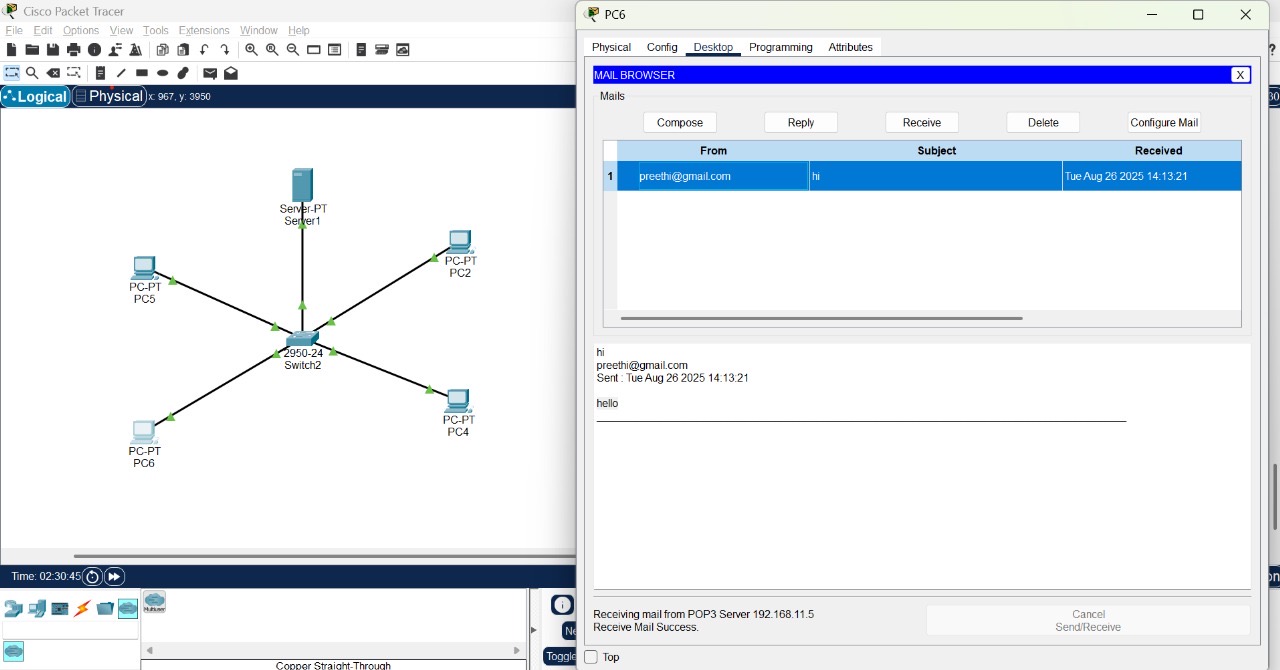 Cisco Packet Tracer
File Edit Options View Tools Extensions Window Help
Logical Physical x: 967, y: 3950
Server-PT
Server1
PC-PT
PC2
PC-PT
PC5
2950-24
Switch2
PC-PT
PC4
PC-PT
PC6
Time: 02:30:45
Multiuser
Copper Straight-Through
Ne
Toggle
PC6
Physical Config Desktop Programming Attributes
MAIL BROWSER X
Mails
Compose Reply Receive Delete Configure Mail
From Subject Received
1 preethi@gmail.com hi Tue Aug 26 2025 14:13:21
hi
preethi@gmail.com
Sent : Tue Aug 26 2025 14:13:21
hello
Receiving mail from POP3 Server 192.168.11.5
Receive Mail Success.
Cancel
Send/Receive
Top
?
30
on